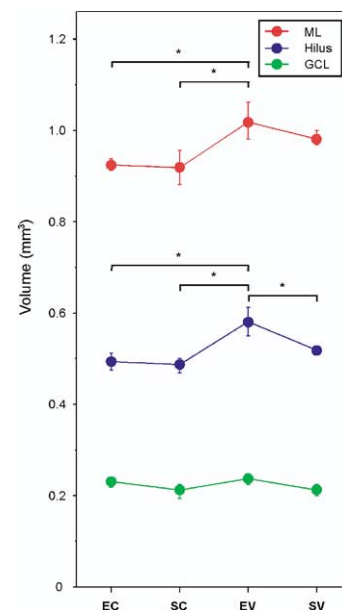 1.2
ML
Hilus
GCL
*
*
1.0
0.8
Volume (mm³)
*
*
*
0.6
0.4
0.2
0
EC SC EV SV